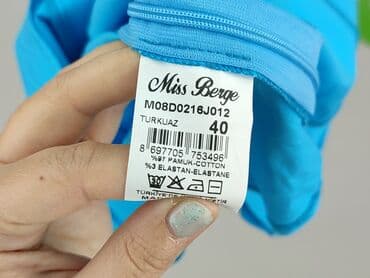 Miss Berge
M08D0216J012
TURKUAZ 40
8 697705 753496
%97 PAMUK-COTTON
%3 ELASTAN-ELASTANE